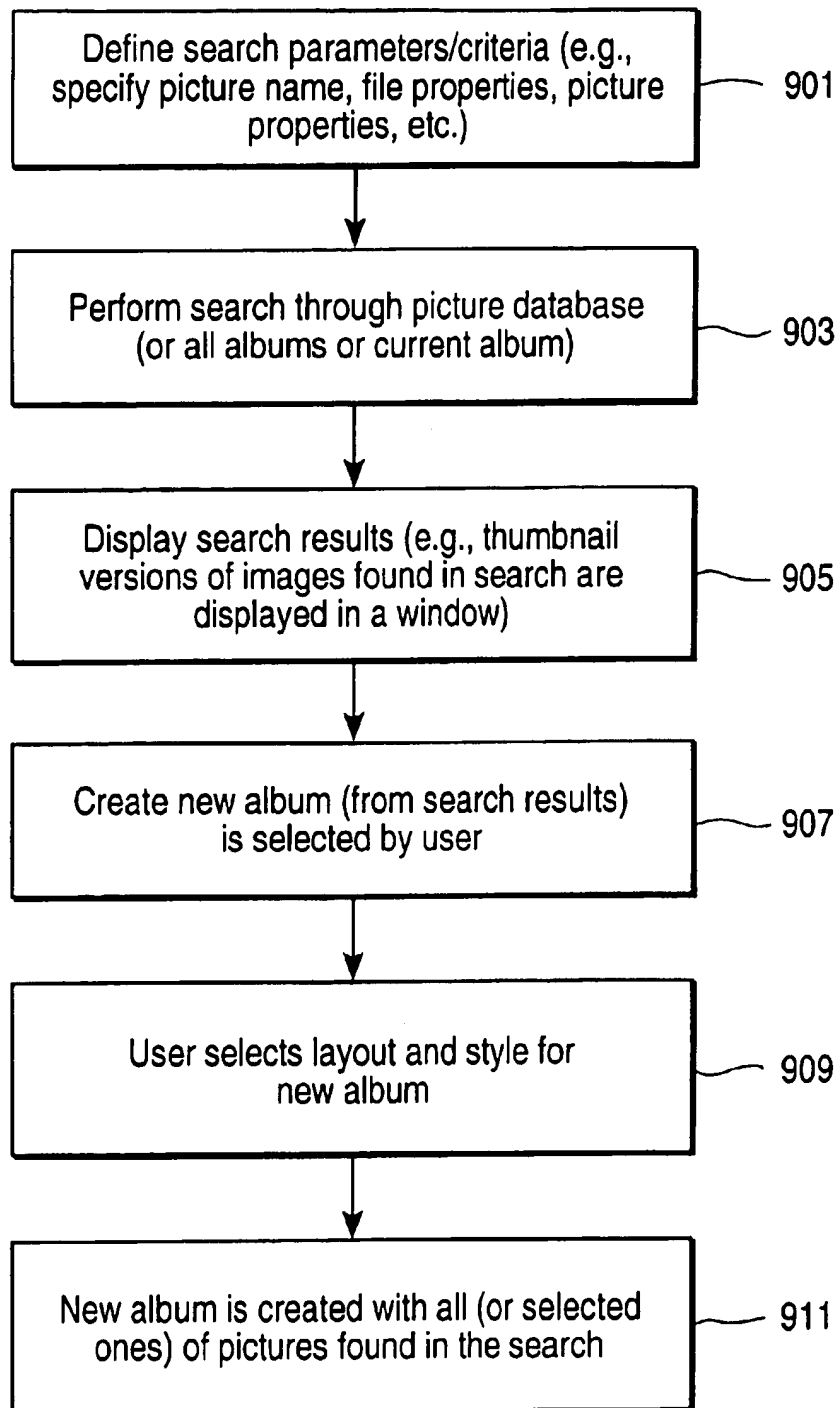 Define search parameters/criteria (e.g.,
specify picture name, file properties, picture
properties, etc.)
901
Perform search through picture database
(or all albums or current album)
903
Display search results (e.g., thumbnail
versions of images found in search are
displayed in a window)
905
Create new album (from search results)
is selected by user
907
User selects layout and style for
new album
909
New album is created with all (or selected
ones) of pictures found in the search
911